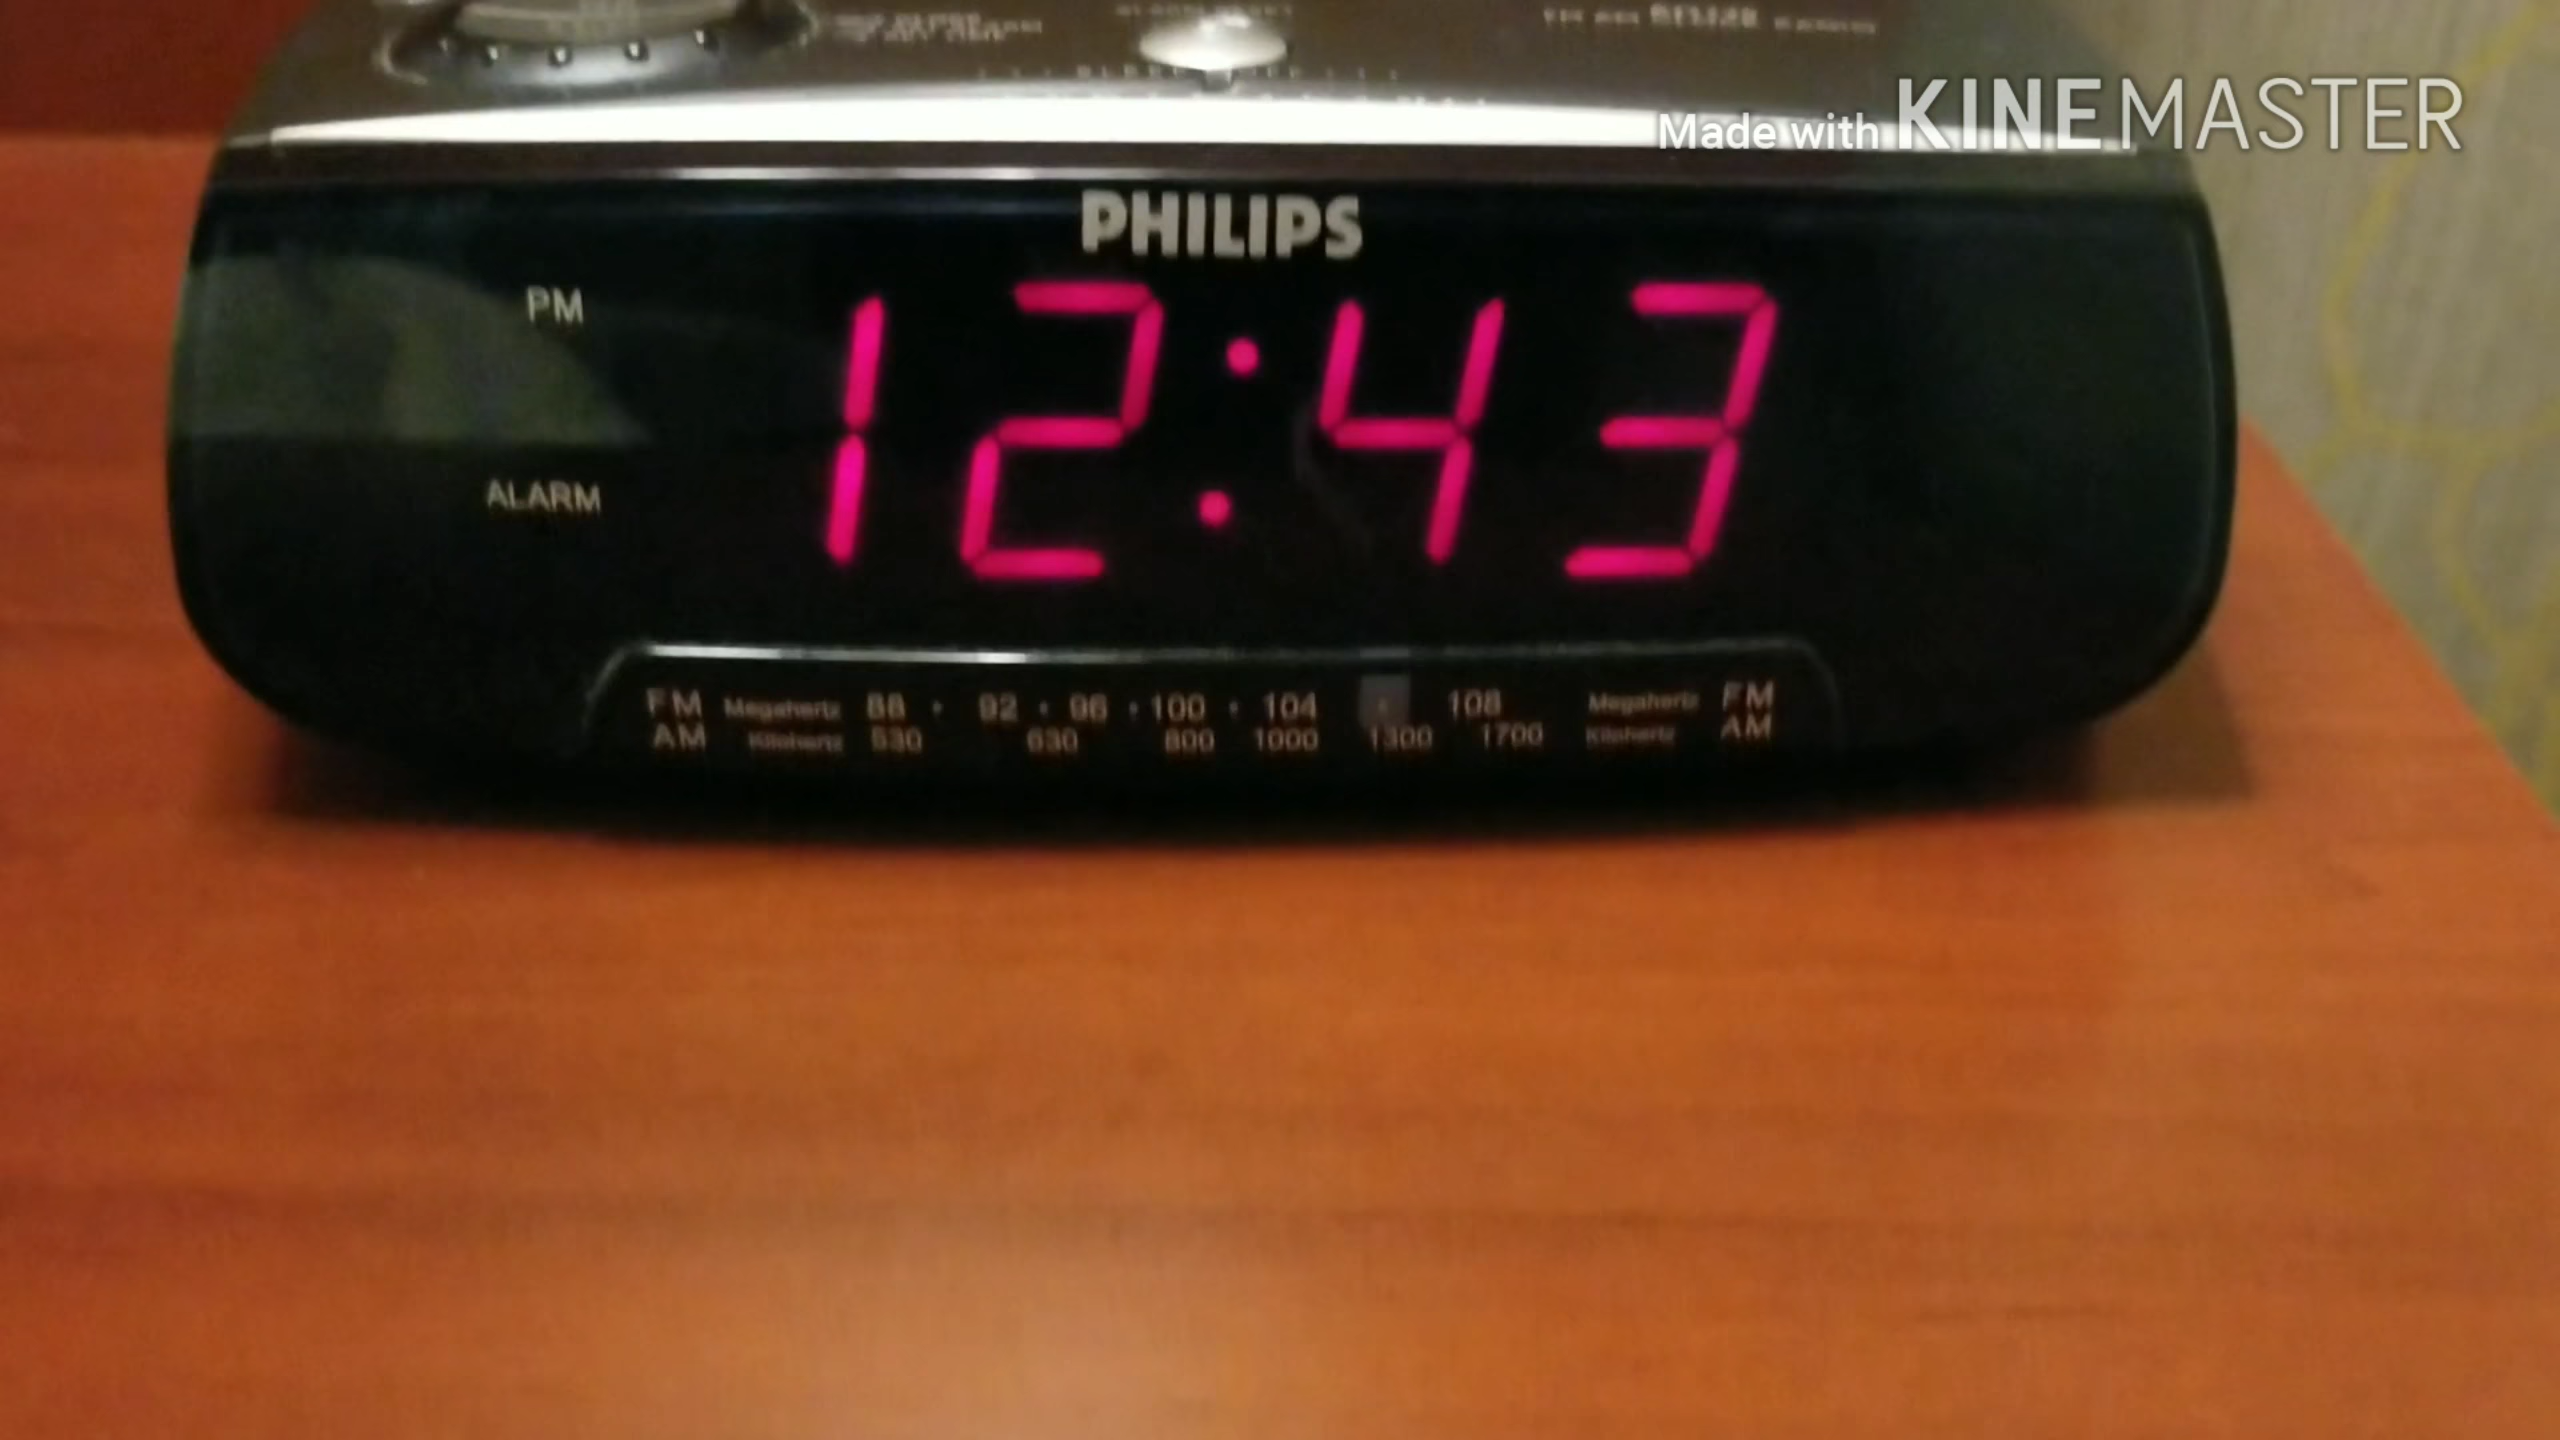 Made with KINEMASTER
PHILIPS
PM
12:43
ALARM
FM Megahertz 88 · 92 · 96 · 100 · 104 · 108 Megahertz FM
AM Kilohertz 530 630 800 1000 1300 1700 Kilohertz AM